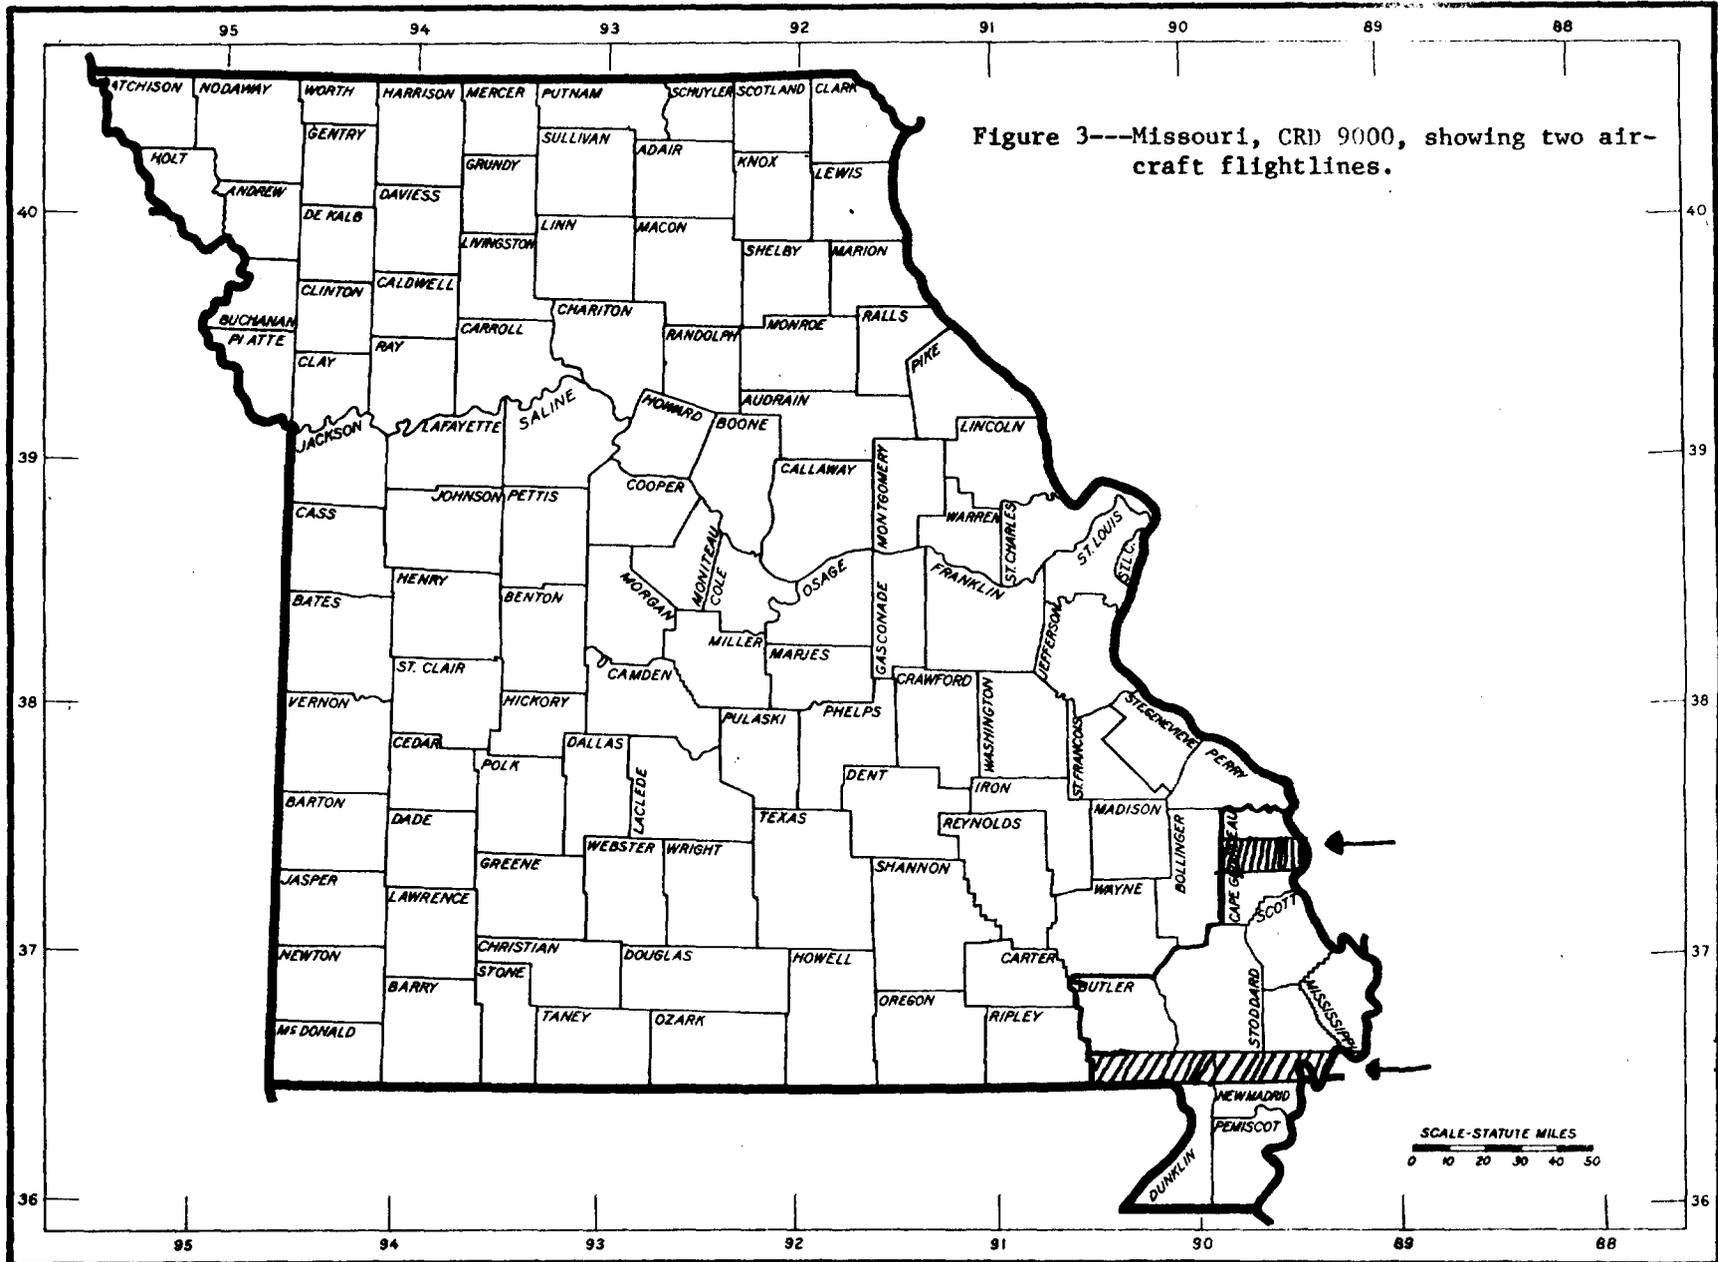 95 94 93 92 91 90 89 88
ATCHISON NODAWAY WORTH HARRISON MERCER PUTNAM SCHUYLER SCOTLAND CLARK
GENTRY SULLIVAN ADAIR
Figure 3---Missouri, CRD 9000, showing two air-
craft flightlines.
HOLT GRUNDY KNOX LEWIS
ANDREW DAVIESS
40 DE KALB LINN MACON 40
LIVINGSTON SHELBY MARION
CLINTON CALDWELL
BUCHANAN CARROLL CHARITON RANDOLPH MONROE RALLS
PLATTE CLAY RAY PIKE
SALINE HOWARD AUDRAIN
JACKSON LAFAYETTE BOONE LINCOLN
39 CALLAWAY MONTGOMERY 39
JOHNSON PETTIS COOPER
CASS WARREN ST. CHARLES ST. LOUIS
MONITEAU ST.L.C.
HENRY MORGAN COLE OSAGE FRANKLIN
BATES BENTON GASCONADE JEFFERSON
MILLER MARIES
ST. CLAIR CAMDEN CRAWFORD
38 VERNON HICKORY PULASKI PHELPS WASHINGTON STE GENEVIEVE 38
CEDAR DALLAS ST. FRANCOIS PERRY
POLK LACLEDE DENT IRON
BARTON DADE TEXAS REYNOLDS MADISON BOLLINGER CAPE GIRARDEAU
GREENE WEBSTER WRIGHT SHANNON
JASPER LAWRENCE WAYNE SCOTT
37 NEWTON CHRISTIAN DOUGLAS HOWELL CARTER 37
STONE
BARRY OREGON RIPLEY BUTLER STODDARD MISSISSIPPI
McDONALD TANEY OZARK
NEW MADRID
PEMISCOT SCALE-STATUTE MILES
0 10 20 30 40 50
DUNKLIN
36 36
95 94 93 92 91 90 89 88